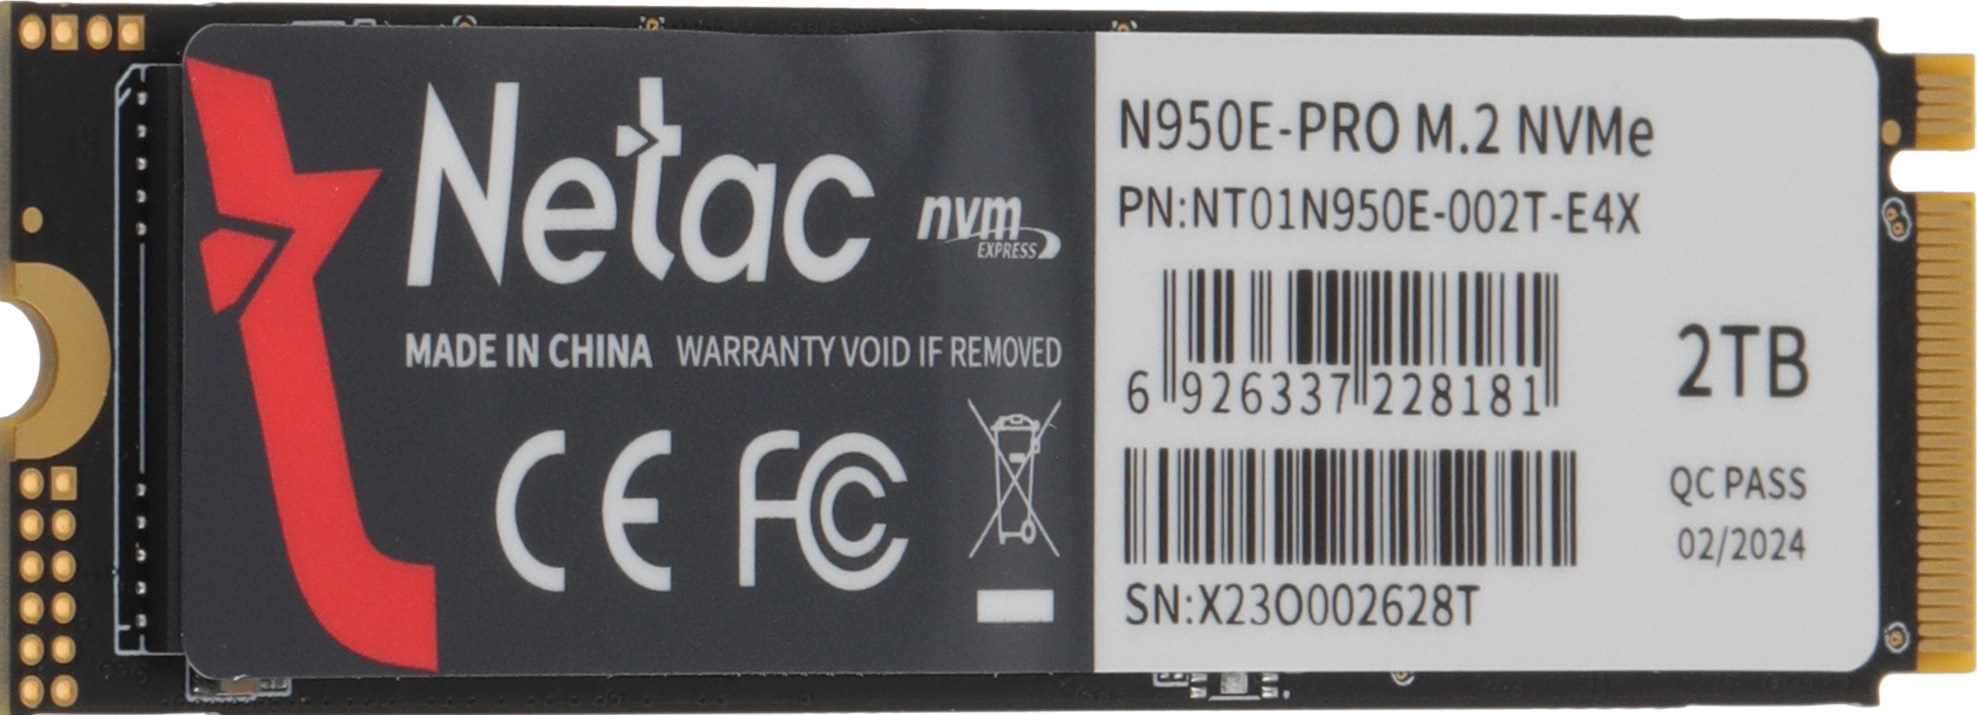 Netac
nvm
EXPRESS
MADE IN CHINA WARRANTY VOID IF REMOVED
CE FC
N950E-PRO M.2 NVMe
PN:NT01N950E-002T-E4X
6 926337 228181
2TB
QC PASS
02/2024
SN:X23O002628T